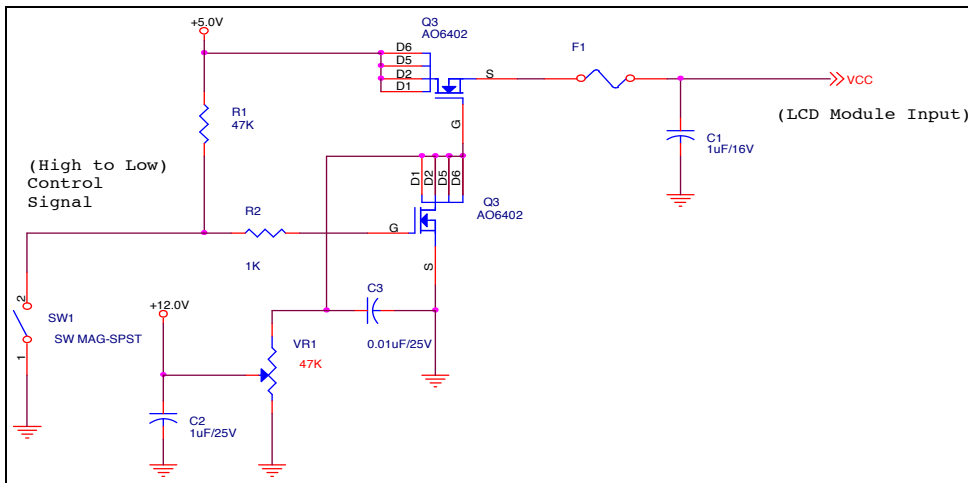 +5.0V
Q3
AO6402
D6
D5
D2
D1
S
G
F1
VCC
(LCD Module Input)
R1
47K
C1
1uF/16V
(High to Low)
Control
Signal
D1
D2
D5
D6
Q3
AO6402
R2
1K
G
S
2
SW1
SW MAG-SPST
1
+12.0V
C3
0.01uF/25V
VR1
47K
C2
1uF/25V